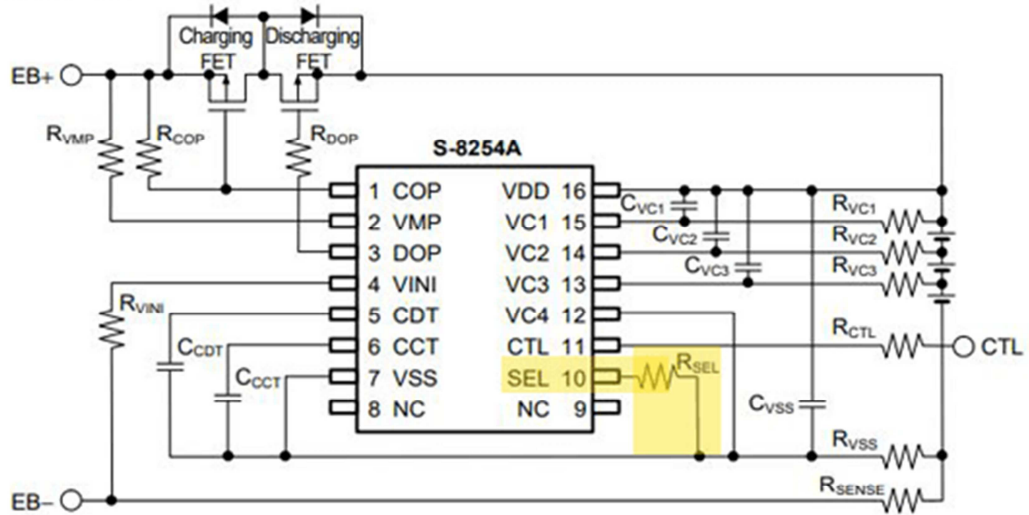 Charging Discharging
FET FET
EB+
RVMP RCOP RDOP
S-8254A
1 COP VDD 16
2 VMP VC1 15
3 DOP VC2 14
4 VINI VC3 13
5 CDT VC4 12
6 CCT CTL 11
7 VSS SEL 10
8 NC NC 9
CVC1 RVC1
CVC2 RVC2
CVC3 RVC3
RVINI
CCDT
CCCT
RCTL CTL
RSEL
CVSS
RVSS
RSENSE
EB−